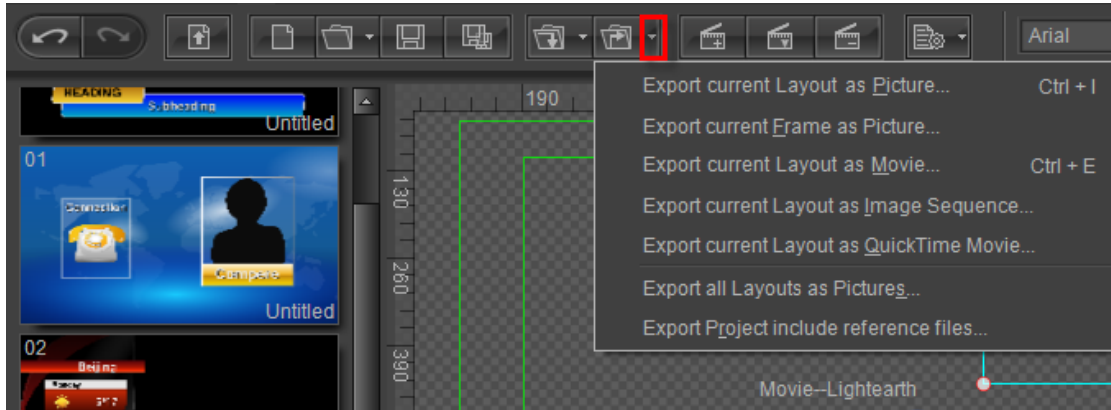 Arial
HEADING
Subheading
Untitled
190
Export current Layout as Picture... Ctrl + I
Export current Frame as Picture...
Export current Layout as Movie... Ctrl + E
Export current Layout as Image Sequence...
Export current Layout as QuickTime Movie...
Export all Layouts as Pictures...
Export Project include reference files...
01
Connection
Untitled
130
260
390
02
Beijing
Movie--Lightearth